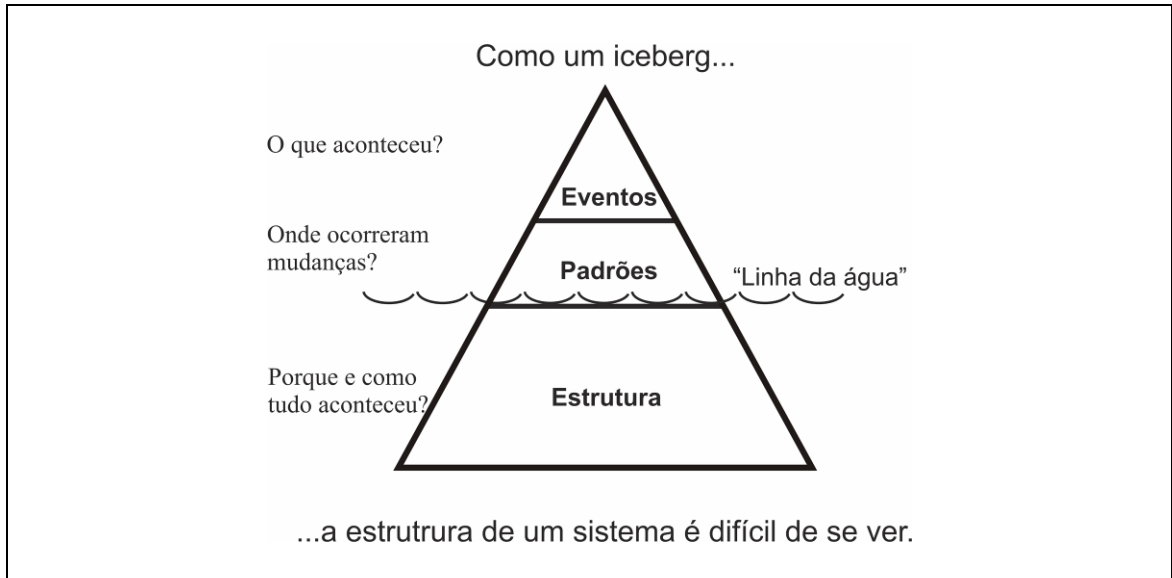 Como um iceberg...
O que aconteceu?
Eventos
Onde ocorreram
mudanças?
Padrões
“Linha da água”
Porque e como
tudo aconteceu?
Estrutura
...a estrutrura de um sistema é difícil de se ver.